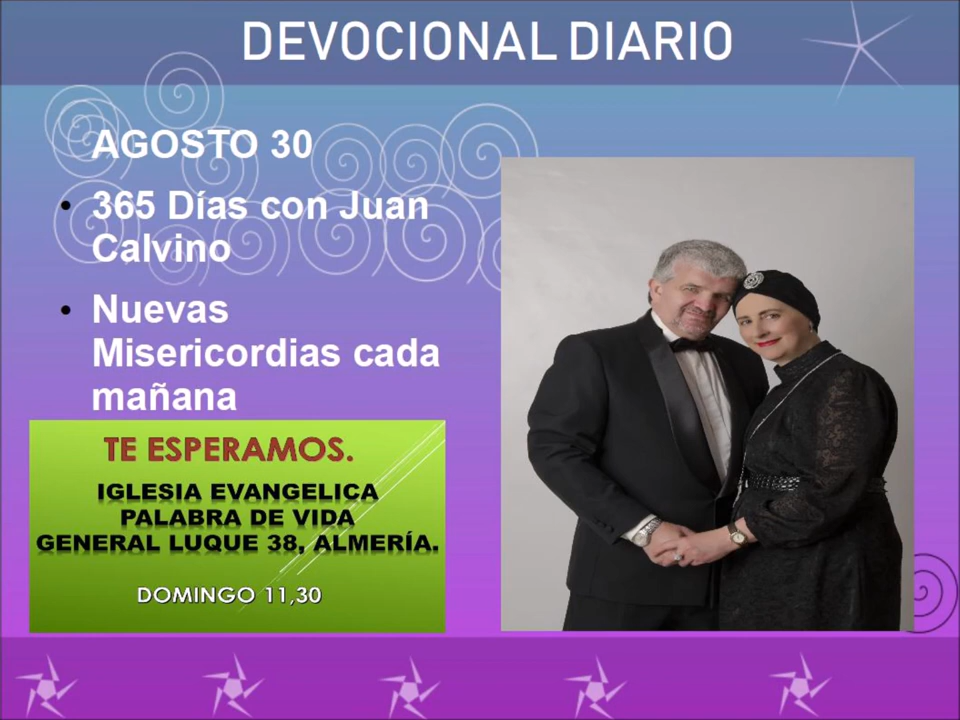 DEVOCIONAL DIARIO
AGOSTO 30
• 365 Días con Juan
Calvino
• Nuevas
Misericordias cada
mañana
TE ESPERAMOS.
IGLESIA EVANGELICA
PALABRA DE VIDA
GENERAL LUQUE 38, ALMERÍA.
DOMINGO 11,30